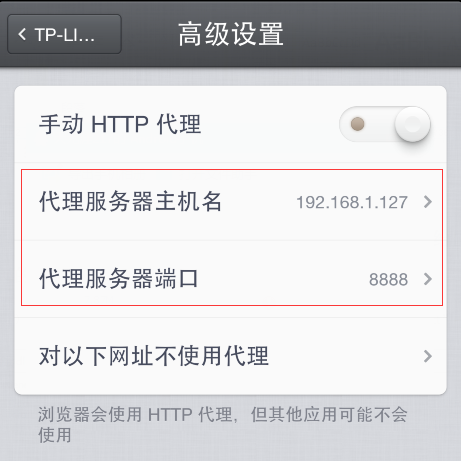 TP-LI...
高级设置
手动 HTTP 代理
代理服务器主机名 192.168.1.127
代理服务器端口 8888
对以下网址不使用代理
浏览器会使用 HTTP 代理，但其他应用可能不会
使用